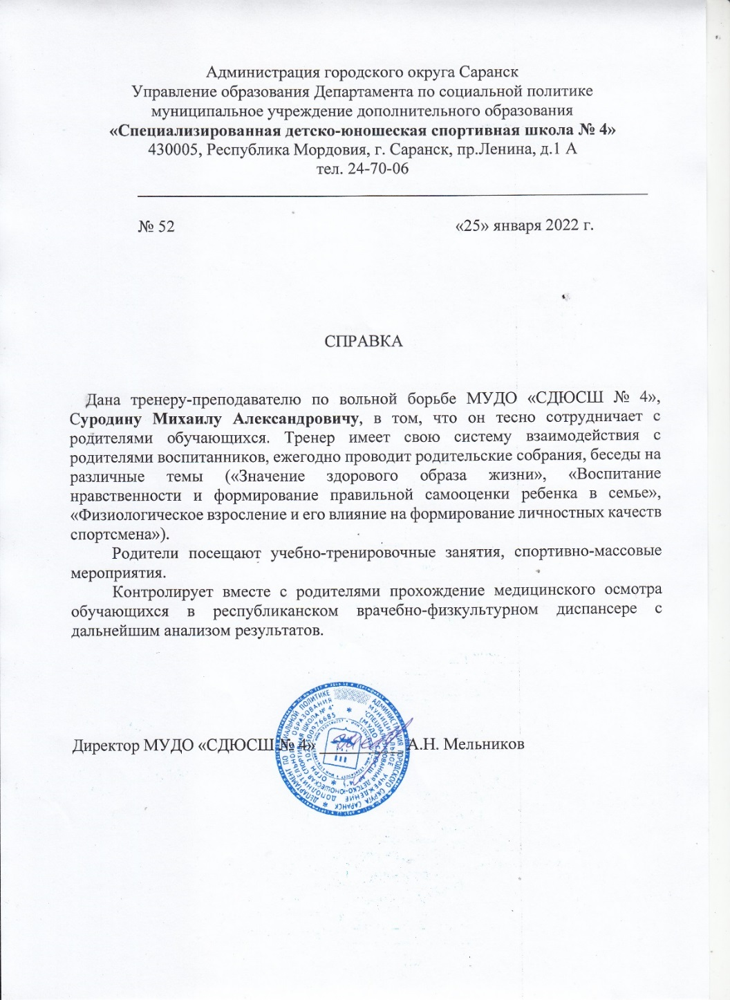 Администрация городского округа Саранск
Управление образования Департамента по социальной политике
муниципальное учреждение дополнительного образования
«Специализированная детско-юношеская спортивная школа № 4»
430005, Республика Мордовия, г. Саранск, пр.Ленина, д.1 А
тел. 24-70-06
№ 52 «25» января 2022 г.
СПРАВКА
Дана тренеру-преподавателю по вольной борьбе МУДО «СДЮСШ № 4»,
Суродину Михаилу Александровичу, в том, что он тесно сотрудничает с
родителями обучающихся. Тренер имеет свою систему взаимодействия с
родителями воспитанников, ежегодно проводит родительские собрания, беседы на
различные темы («Значение здорового образа жизни», «Воспитание
нравственности и формирование правильной самооценки ребенка в семье»,
«Физиологическое взросление и его влияние на формирование личностных качеств
спортсмена»).
Родители посещают учебно-тренировочные занятия, спортивно-массовые
мероприятия.
Контролирует вместе с родителями прохождение медицинского осмотра
обучающихся в республиканском врачебно-физкультурном диспансере с
дальнейшим анализом результатов.
Директор МУДО «СДЮСШ № 4» __________ А.Н. Мельников